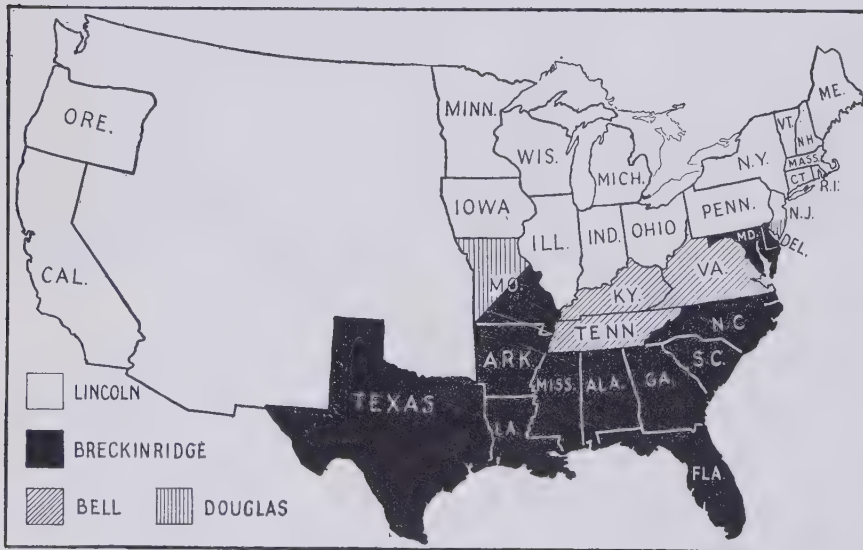 ORE.
CAL.
MINN.
WIS.
MICH.
IOWA
ILL.
IND.
OHIO
PENN.
N.Y.
VT.
N.H.
ME.
MASS.
CT.
R.I.
N.J.
MD.
DEL.
MO.
KY.
VA.
TENN.
N.C.
S.C.
ARK.
MISS.
ALA.
GA.
LA.
TEXAS
FLA.
LINCOLN
BRECKINRIDGE
BELL
DOUGLAS